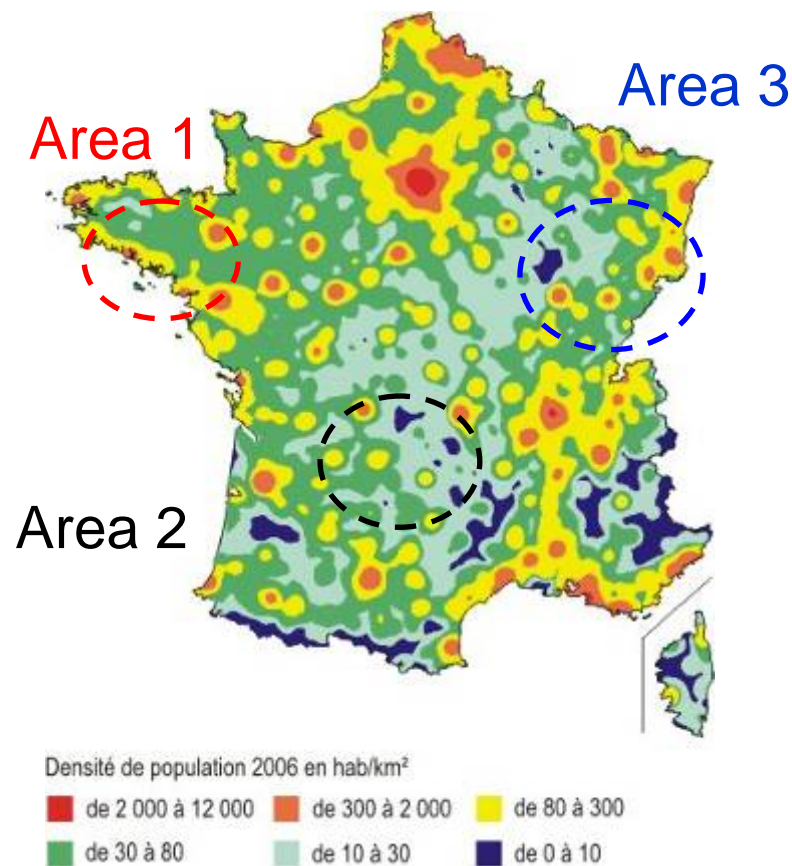 Area 3
Area 1
Area 2
Densité de population 2006 en hab/km²
de 2 000 à 12 000 de 300 à 2 000 de 80 à 300
de 30 à 80 de 10 à 30 de 0 à 10